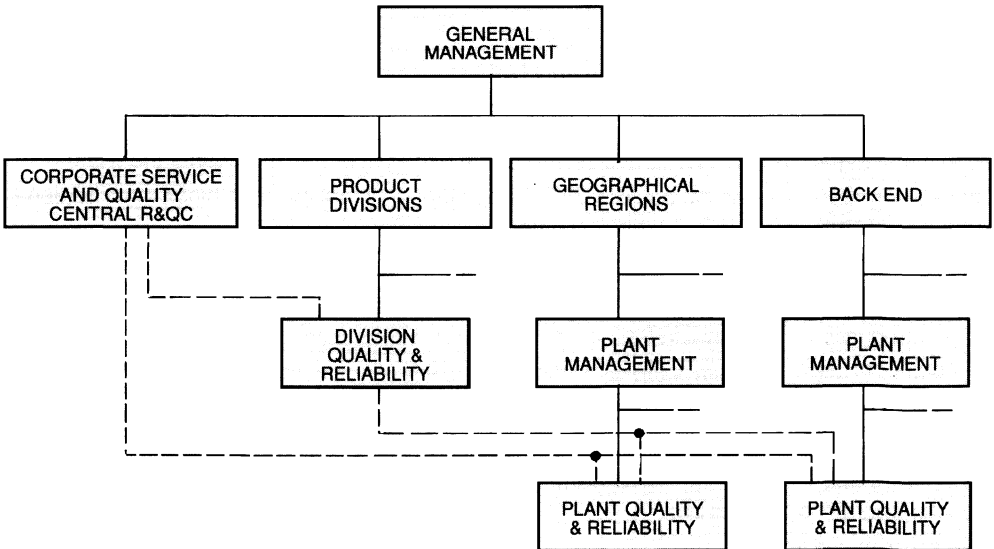 GENERAL
MANAGEMENT
CORPORATE SERVICE
AND QUALITY
CENTRAL R&QC
PRODUCT
DIVISIONS
GEOGRAPHICAL
REGIONS
BACK END
DIVISION
QUALITY &
RELIABILITY
PLANT
MANAGEMENT
PLANT
MANAGEMENT
PLANT QUALITY
& RELIABILITY
PLANT QUALITY
& RELIABILITY